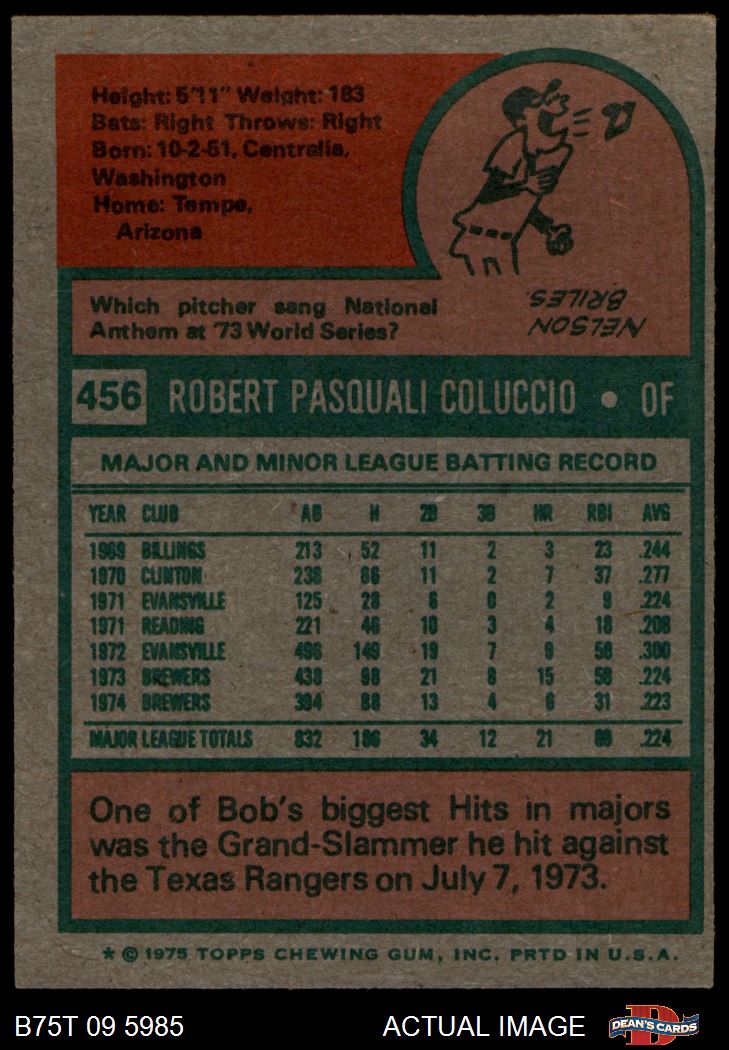 Height: 5'11" Weight: 183
Bats: Right Throws: Right
Born: 10-2-51, Centralia,
Washington
Home: Tempe,
Arizona
Which pitcher sang National
Anthem at '73 World Series?
NELSON
BRILES.
456 ROBERT PASQUALI COLUCCIO • OF
MAJOR AND MINOR LEAGUE BATTING RECORD
YEAR CLUB AB H 2B 3B HR RBI AVG
1969 BILLINGS 213 52 11 2 3 23 .244
1970 CLINTON 238 66 11 2 7 37 .277
1971 EVANSVILLE 125 28 6 0 2 9 .224
1971 READING 221 46 10 3 4 18 .208
1972 EVANSVILLE 496 149 19 7 9 58 .300
1973 BREWERS 438 98 21 8 15 58 .224
1974 BREWERS 394 88 13 4 6 31 .223
MAJOR LEAGUE TOTALS 832 186 34 12 21 89 .224
One of Bob's biggest Hits in majors
was the Grand-Slammer he hit against
the Texas Rangers on July 7, 1973.
* © 1975 TOPPS CHEWING GUM, INC. PRTD IN U.S.A.
B75T 09 5985 ACTUAL IMAGE DEAN'S CARDS